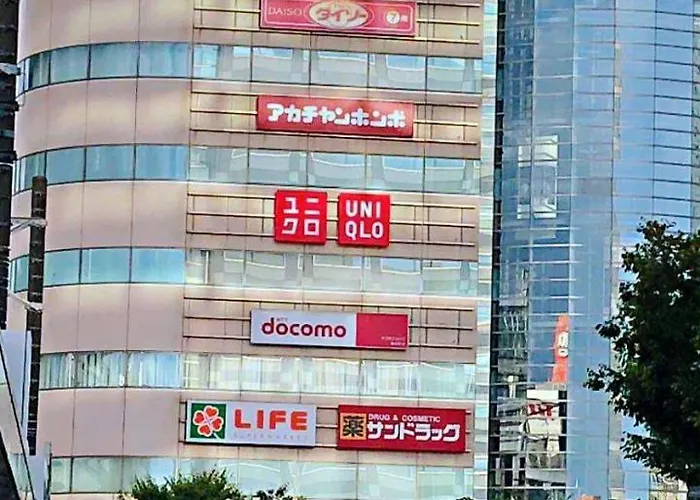 DAISO ダイソー 7階
アカチャンホンポ
ユニ
クロ
UNI
QLO
docomo
LIFE
SUPERMARKET
DRUG & COSMETIC
薬 サンドラッグ